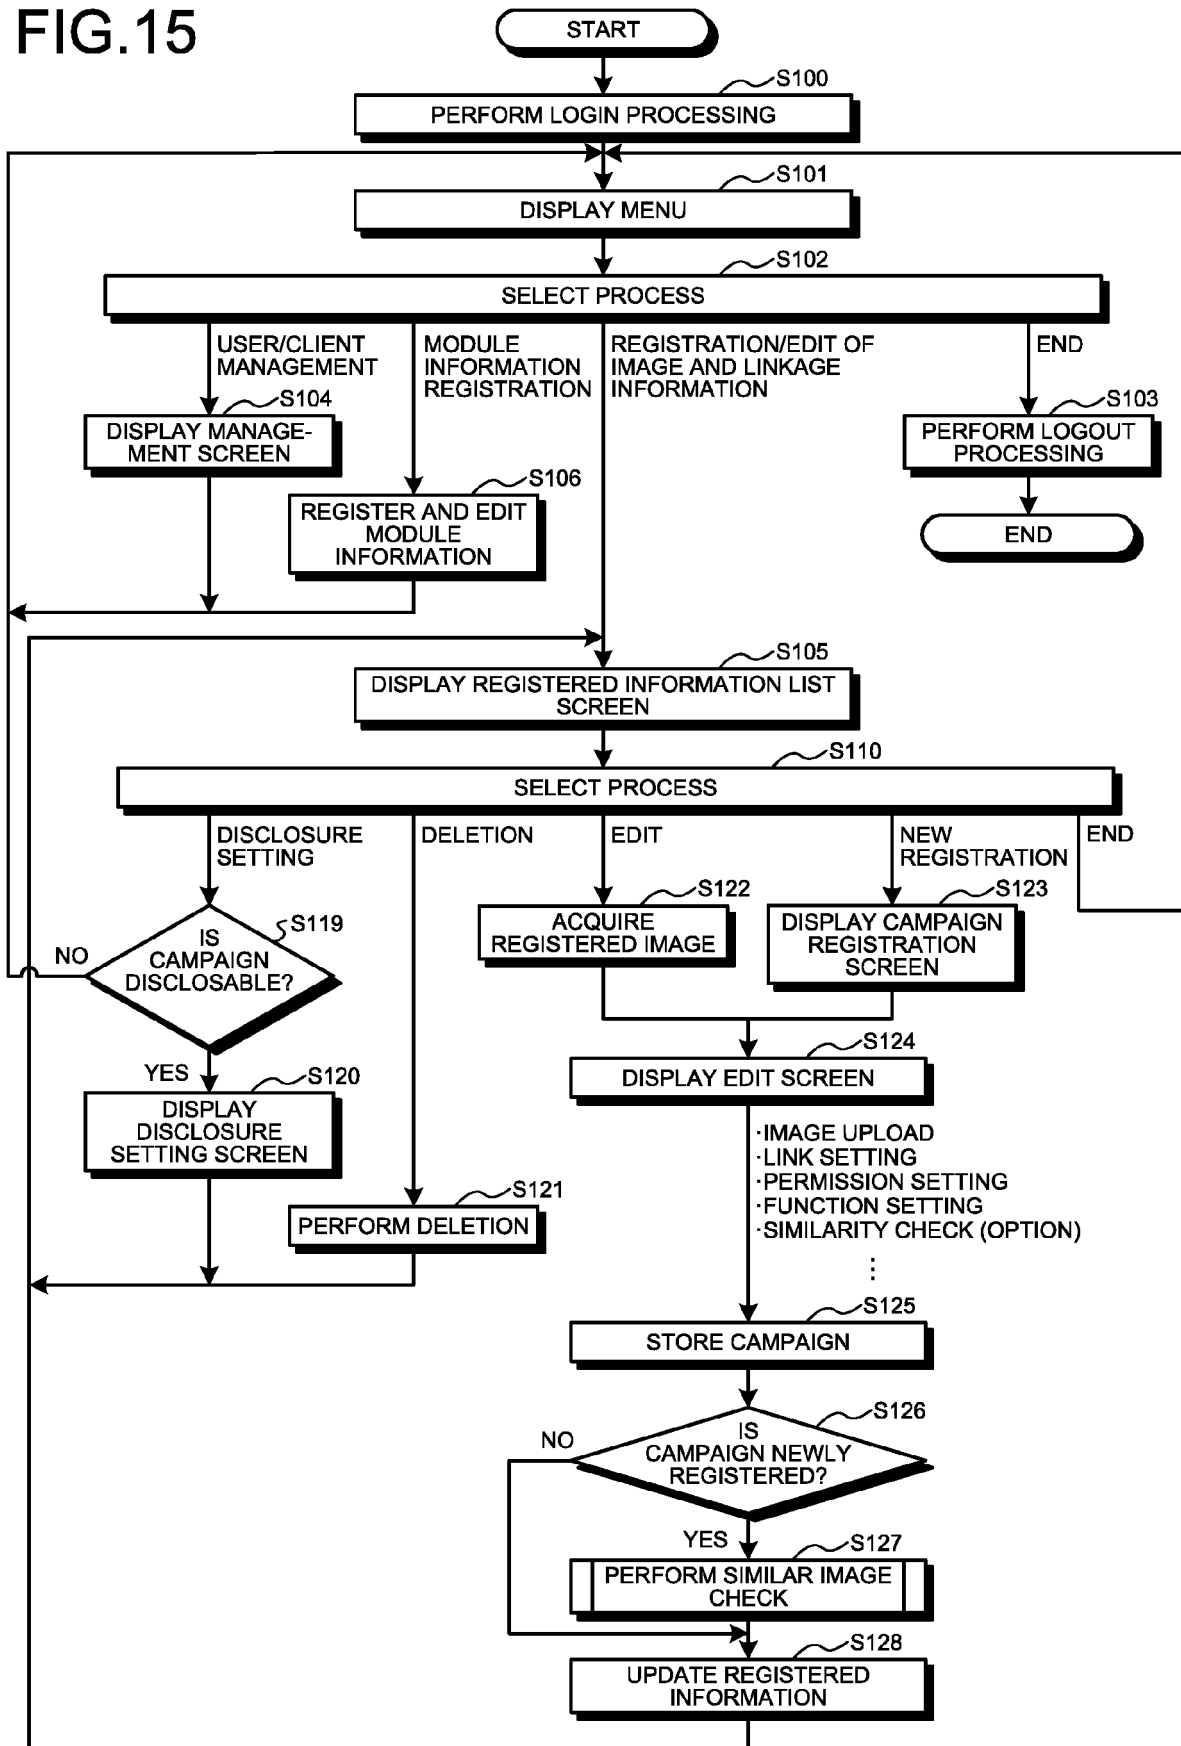 FIG.15
START
S100
PERFORM LOGIN PROCESSING
S101
DISPLAY MENU
S102
SELECT PROCESS
USER/CLIENT
MANAGEMENT
MODULE
INFORMATION
REGISTRATION
REGISTRATION/EDIT OF
IMAGE AND LINKAGE
INFORMATION
END
S104
DISPLAY MANAGE-
MENT SCREEN
S103
PERFORM LOGOUT
PROCESSING
S106
REGISTER AND EDIT
MODULE
INFORMATION
END
S105
DISPLAY REGISTERED INFORMATION LIST
SCREEN
S110
SELECT PROCESS
DISCLOSURE
SETTING
DELETION
EDIT
NEW
REGISTRATION
END
S119
IS
CAMPAIGN
DISCLOSABLE?
NO
S122
ACQUIRE
REGISTERED IMAGE
S123
DISPLAY CAMPAIGN
REGISTRATION
SCREEN
S124
DISPLAY EDIT SCREEN
YES
S120
DISPLAY
DISCLOSURE
SETTING SCREEN
·IMAGE UPLOAD
·LINK SETTING
·PERMISSION SETTING
·FUNCTION SETTING
·SIMILARITY CHECK (OPTION)
⋮
S121
PERFORM DELETION
S125
STORE CAMPAIGN
S126
IS
CAMPAIGN NEWLY
REGISTERED?
NO
YES
S127
PERFORM SIMILAR IMAGE
CHECK
S128
UPDATE REGISTERED
INFORMATION